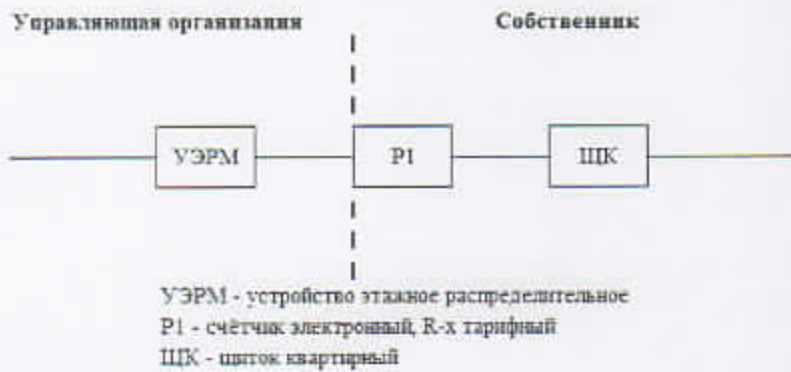 Управляющая организация
Собственник
УЭРМ
Р1
ЩК
УЭРМ - устройство этажное распределительное
Р1 - счётчик электронный, R-х тарифный
ЩК - щиток квартирный